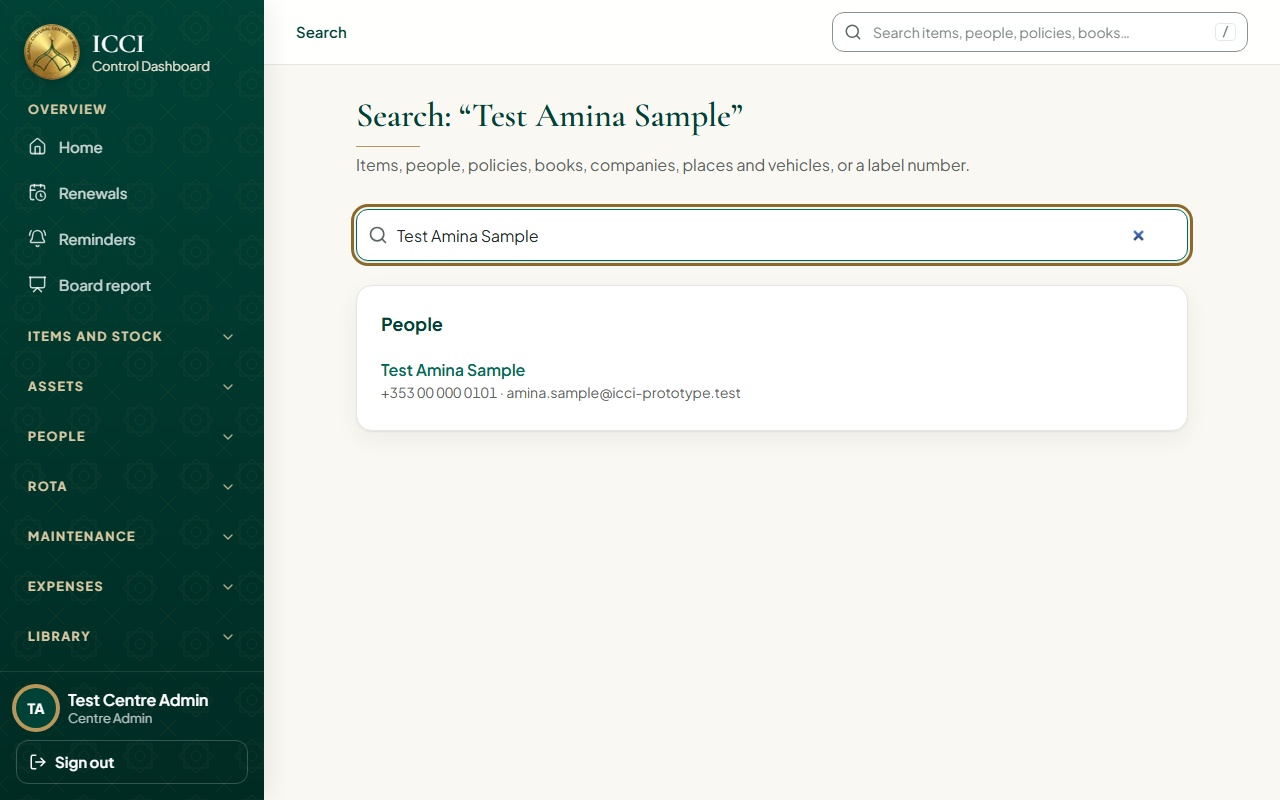 ICCI
Control Dashboard
OVERVIEW
Home
Renewals
Reminders
Board report
ITEMS AND STOCK
ASSETS
PEOPLE
ROTA
MAINTENANCE
EXPENSES
LIBRARY
TA
Test Centre Admin
Centre Admin
Sign out
Search
Search items, people, policies, books…
/
Search: “Test Amina Sample”
Items, people, policies, books, companies, places and vehicles, or a label number.
Test Amina Sample
People
Test Amina Sample
+353 00 000 0101 · amina.sample@icci-prototype.test